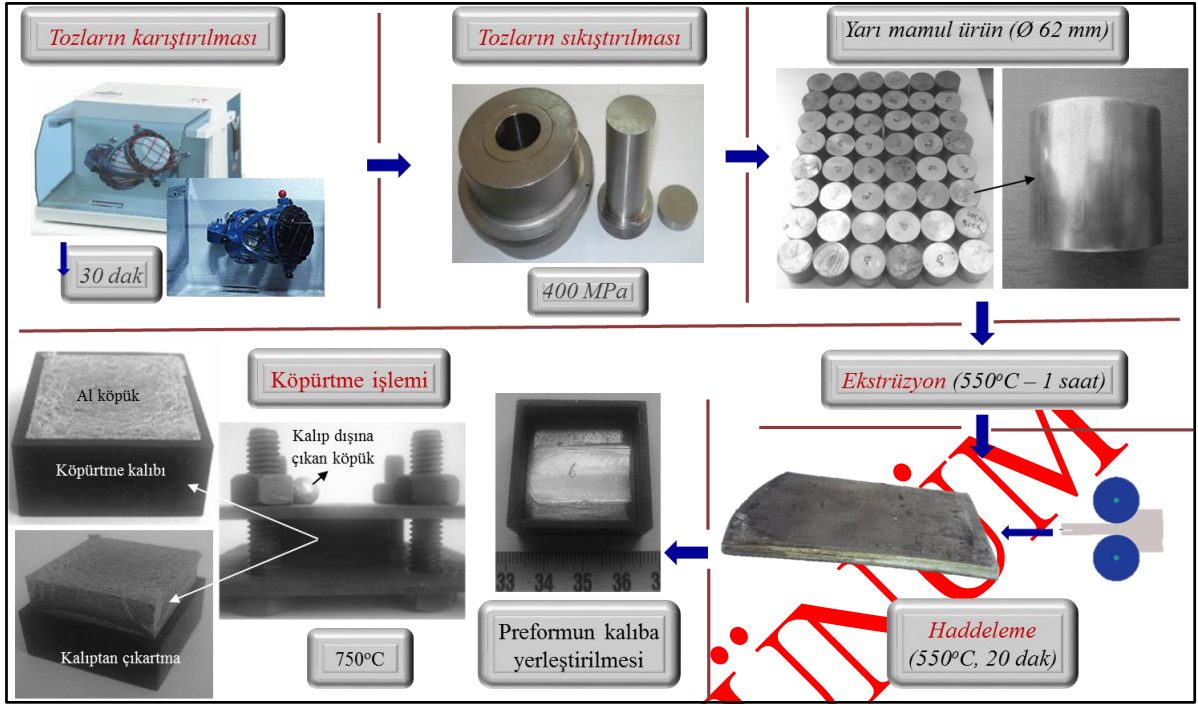 Tozların karıştırılması
Tozların sıkıştırılması
Yarı mamul ürün (Ø 62 mm)
30 dak
400 MPa
Ekstrüzyon (550°C – 1 saat)
Köpürtme işlemi
Al köpük
Köpürtme kalıbı
Kalıp dışına
çıkan köpük
6
33 34 35 36 3
Haddeleme
(550°C, 20 dak)
Preformun kalıba
yerleştirilmesi
750°C
Kalıptan çıkartma